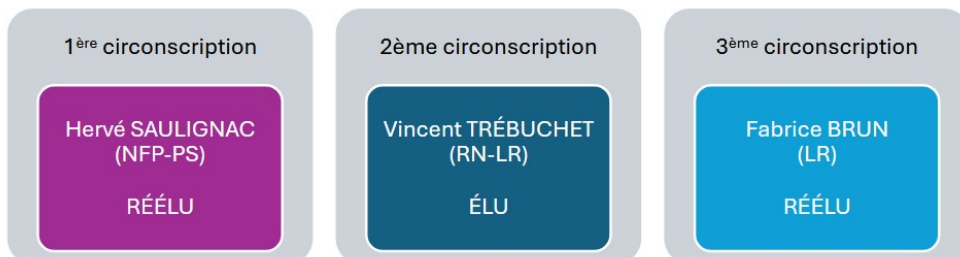 1ère circonscription
Hervé SAULIGNAC
(NFP-PS)
RÉÉLU
2ème circonscription
Vincent TRÉBUCHET
(RN-LR)
ÉLU
3ème circonscription
Fabrice BRUN
(LR)
RÉÉLU